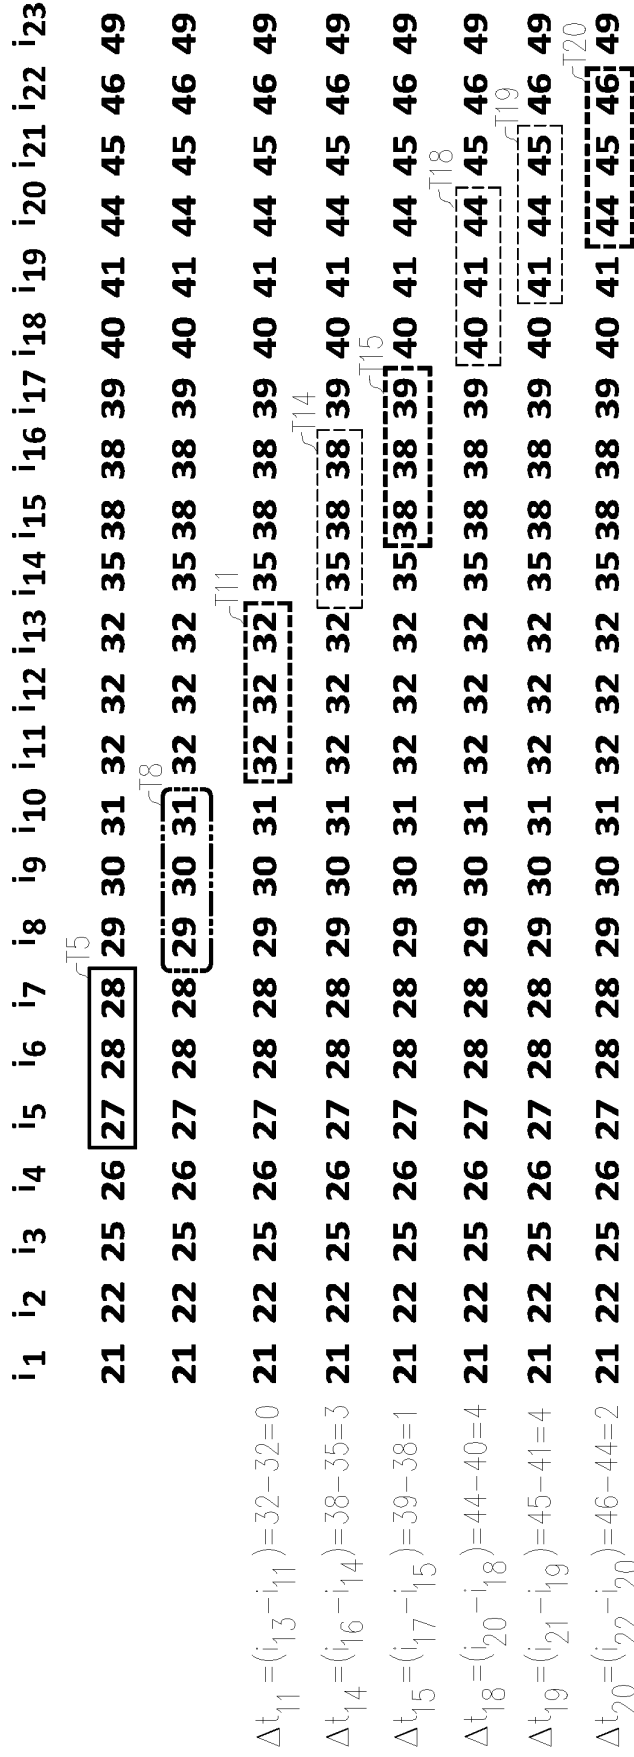 i1 i2 i3 i4 i5 i6 i7 i8 i9 i10 i11 i12 i13 i14 i15 i16 i17 i18 i19 i20 i21 i22 i23
T5
21 22 25 26 27 28 28 29 30 31 32 32 32 35 38 38 39 40 41 44 45 46 49
T8
21 22 25 26 27 28 28 29 30 31 32 32 32 35 38 38 39 40 41 44 45 46 49
T11
Δt11=(i13−i11)=32−32=0 21 22 25 26 27 28 28 29 30 31 32 32 32 35 38 38 39 40 41 44 45 46 49
T14
Δt14=(i16−i14)=38−35=3 21 22 25 26 27 28 28 29 30 31 32 32 32 35 38 38 39 40 41 44 45 46 49
T15
Δt15=(i17−i15)=39−38=1 21 22 25 26 27 28 28 29 30 31 32 32 32 35 38 38 39 40 41 44 45 46 49
T18
Δt18=(i20−i18)=44−40=4 21 22 25 26 27 28 28 29 30 31 32 32 32 35 38 38 39 40 41 44 45 46 49
T19
Δt19=(i21−i19)=45−41=4 21 22 25 26 27 28 28 29 30 31 32 32 32 35 38 38 39 40 41 44 45 46 49
T20
Δt20=(i22−i20)=46−44=2 21 22 25 26 27 28 28 29 30 31 32 32 32 35 38 38 39 40 41 44 45 46 49